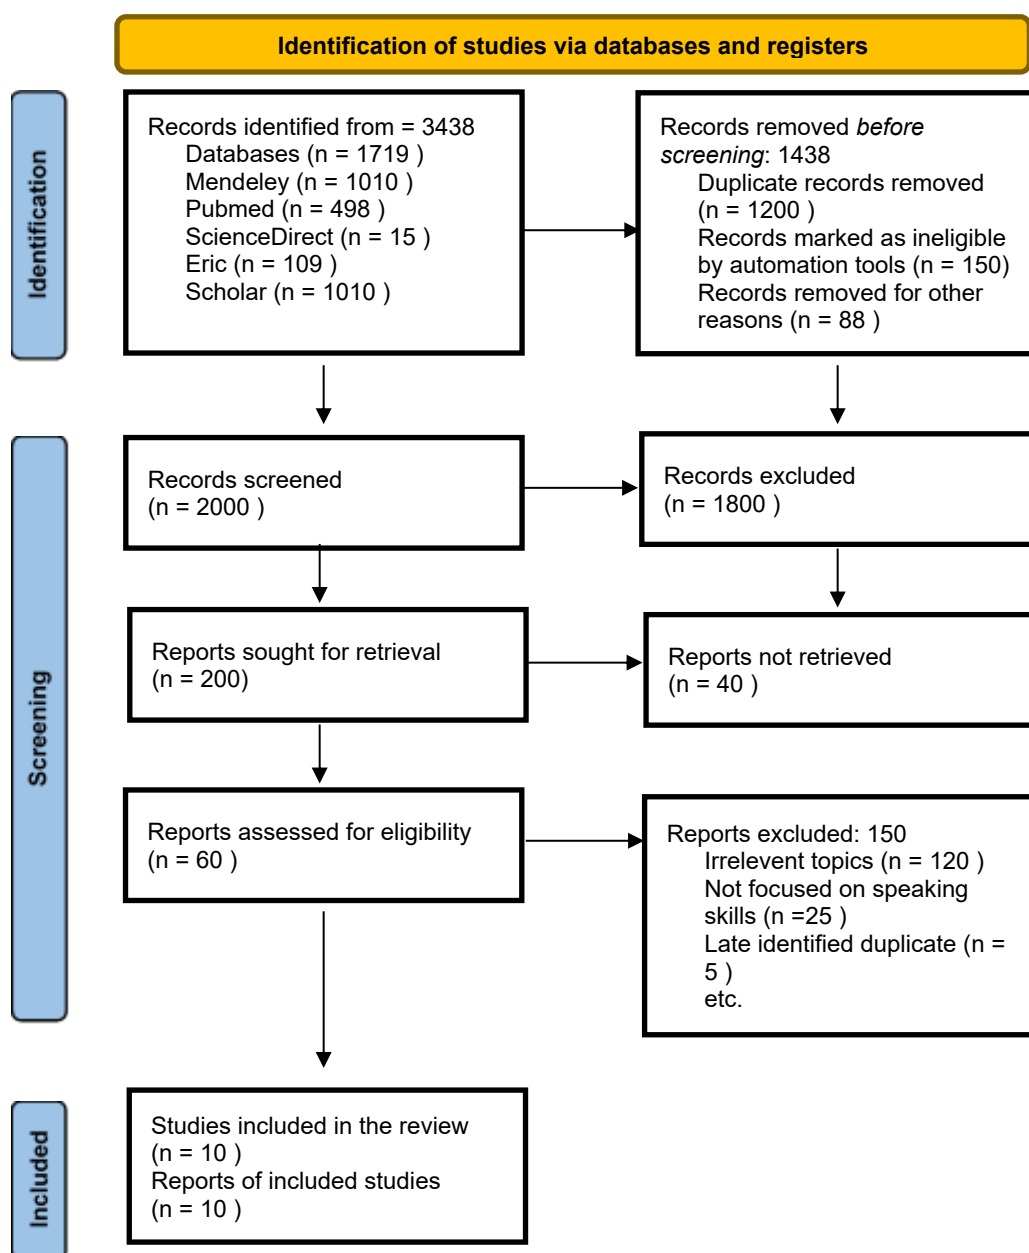 Identification of studies via databases and registers
Identification
Records identified from = 3438
Databases (n = 1719 )
Mendeley (n = 1010 )
Pubmed (n = 498 )
ScienceDirect (n = 15 )
Eric (n = 109 )
Scholar (n = 1010 )
Records removed before
screening: 1438
Duplicate records removed
(n = 1200 )
Records marked as ineligible
by automation tools (n = 150)
Records removed for other
reasons (n = 88 )
Screening
Records screened
(n = 2000 )
Records excluded
(n = 1800 )
Reports sought for retrieval
(n = 200)
Reports not retrieved
(n = 40 )
Reports assessed for eligibility
(n = 60 )
Reports excluded: 150
Irrelevent topics (n = 120 )
Not focused on speaking
skills (n =25 )
Late identified duplicate (n =
5 )
etc.
Included
Studies included in the review
(n = 10 )
Reports of included studies
(n = 10 )